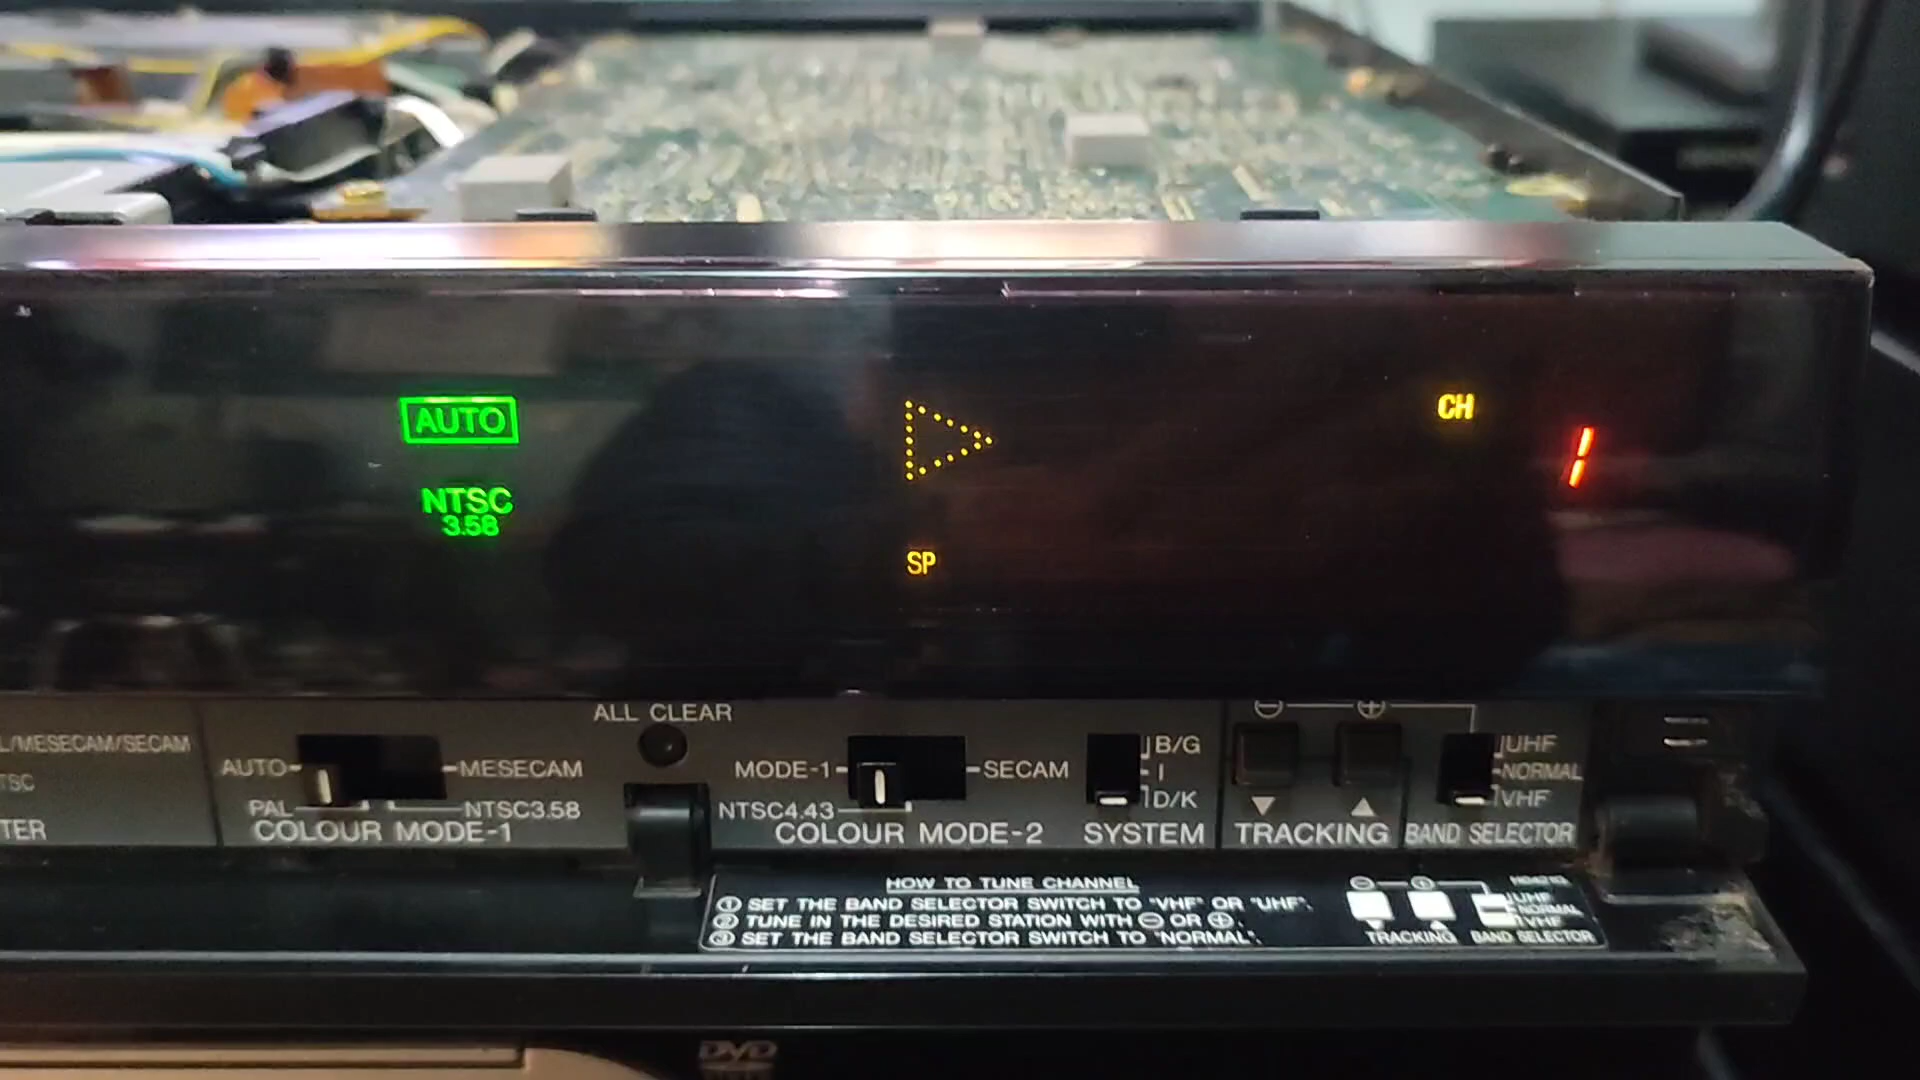 AUTO
NTSC
3.58
SP
CH
1
L/MESECAM/SECAM
TSC
TER
AUTO
MESECAM
PAL
NTSC3.58
COLOUR MODE-1
ALL CLEAR
MODE-1
SECAM
NTSC4.43
COLOUR MODE-2
B/G
I
D/K
SYSTEM
⊖ ⊕
▼ ▲
TRACKING
UHF
NORMAL
VHF
BAND SELECTOR
HOW TO TUNE CHANNEL
① SET THE BAND SELECTOR SWITCH TO "VHF" OR "UHF".
② TUNE IN THE DESIRED STATION WITH ⊖ OR ⊕.
③ SET THE BAND SELECTOR SWITCH TO "NORMAL".
⊖ ⊕
UHF
NORMAL
VHF
TRACKING BAND SELECTOR
DVD